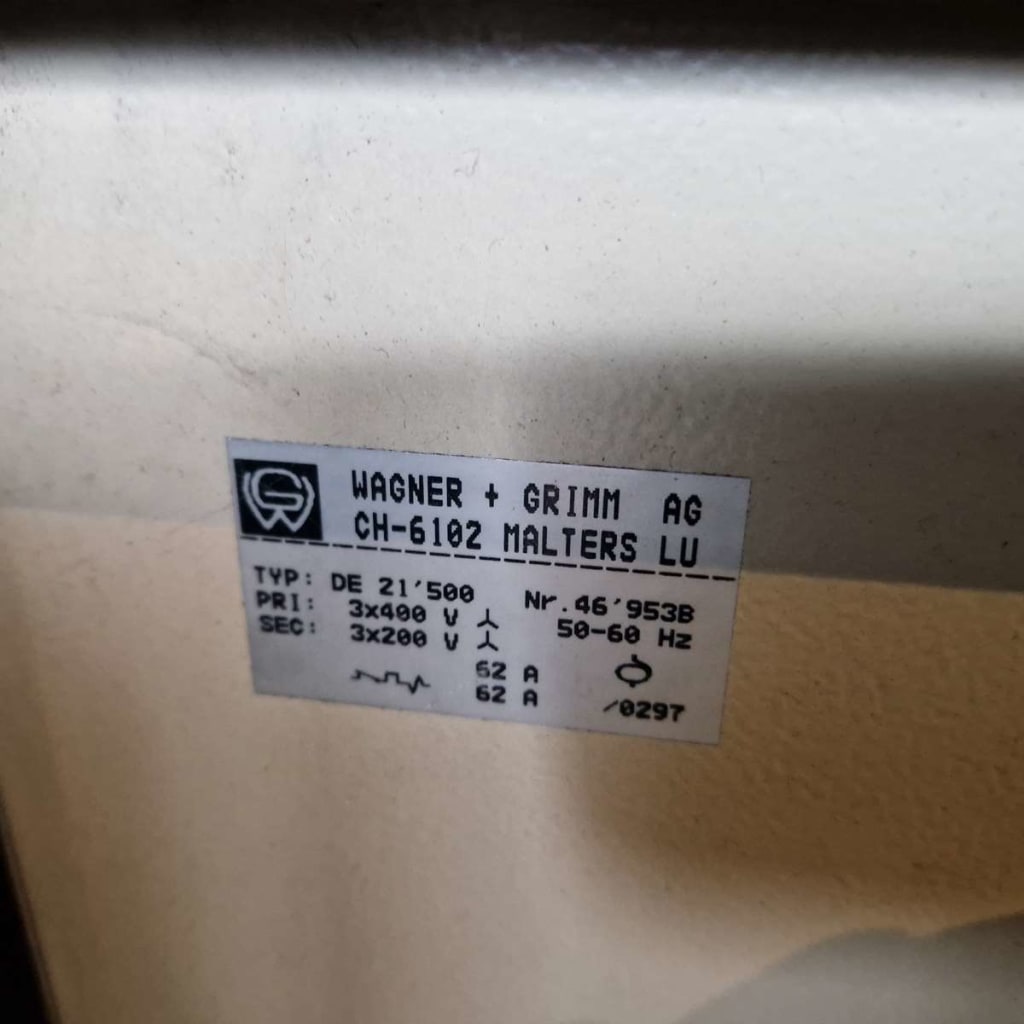 GW
WAGNER + GRIMM AG
CH-6102 MALTERS LU
TYP: DE 21'500 Nr.46'953B
PRI: 3x400 V 50-60 Hz
SEC: 3x200 V
62 A
62 A /0297